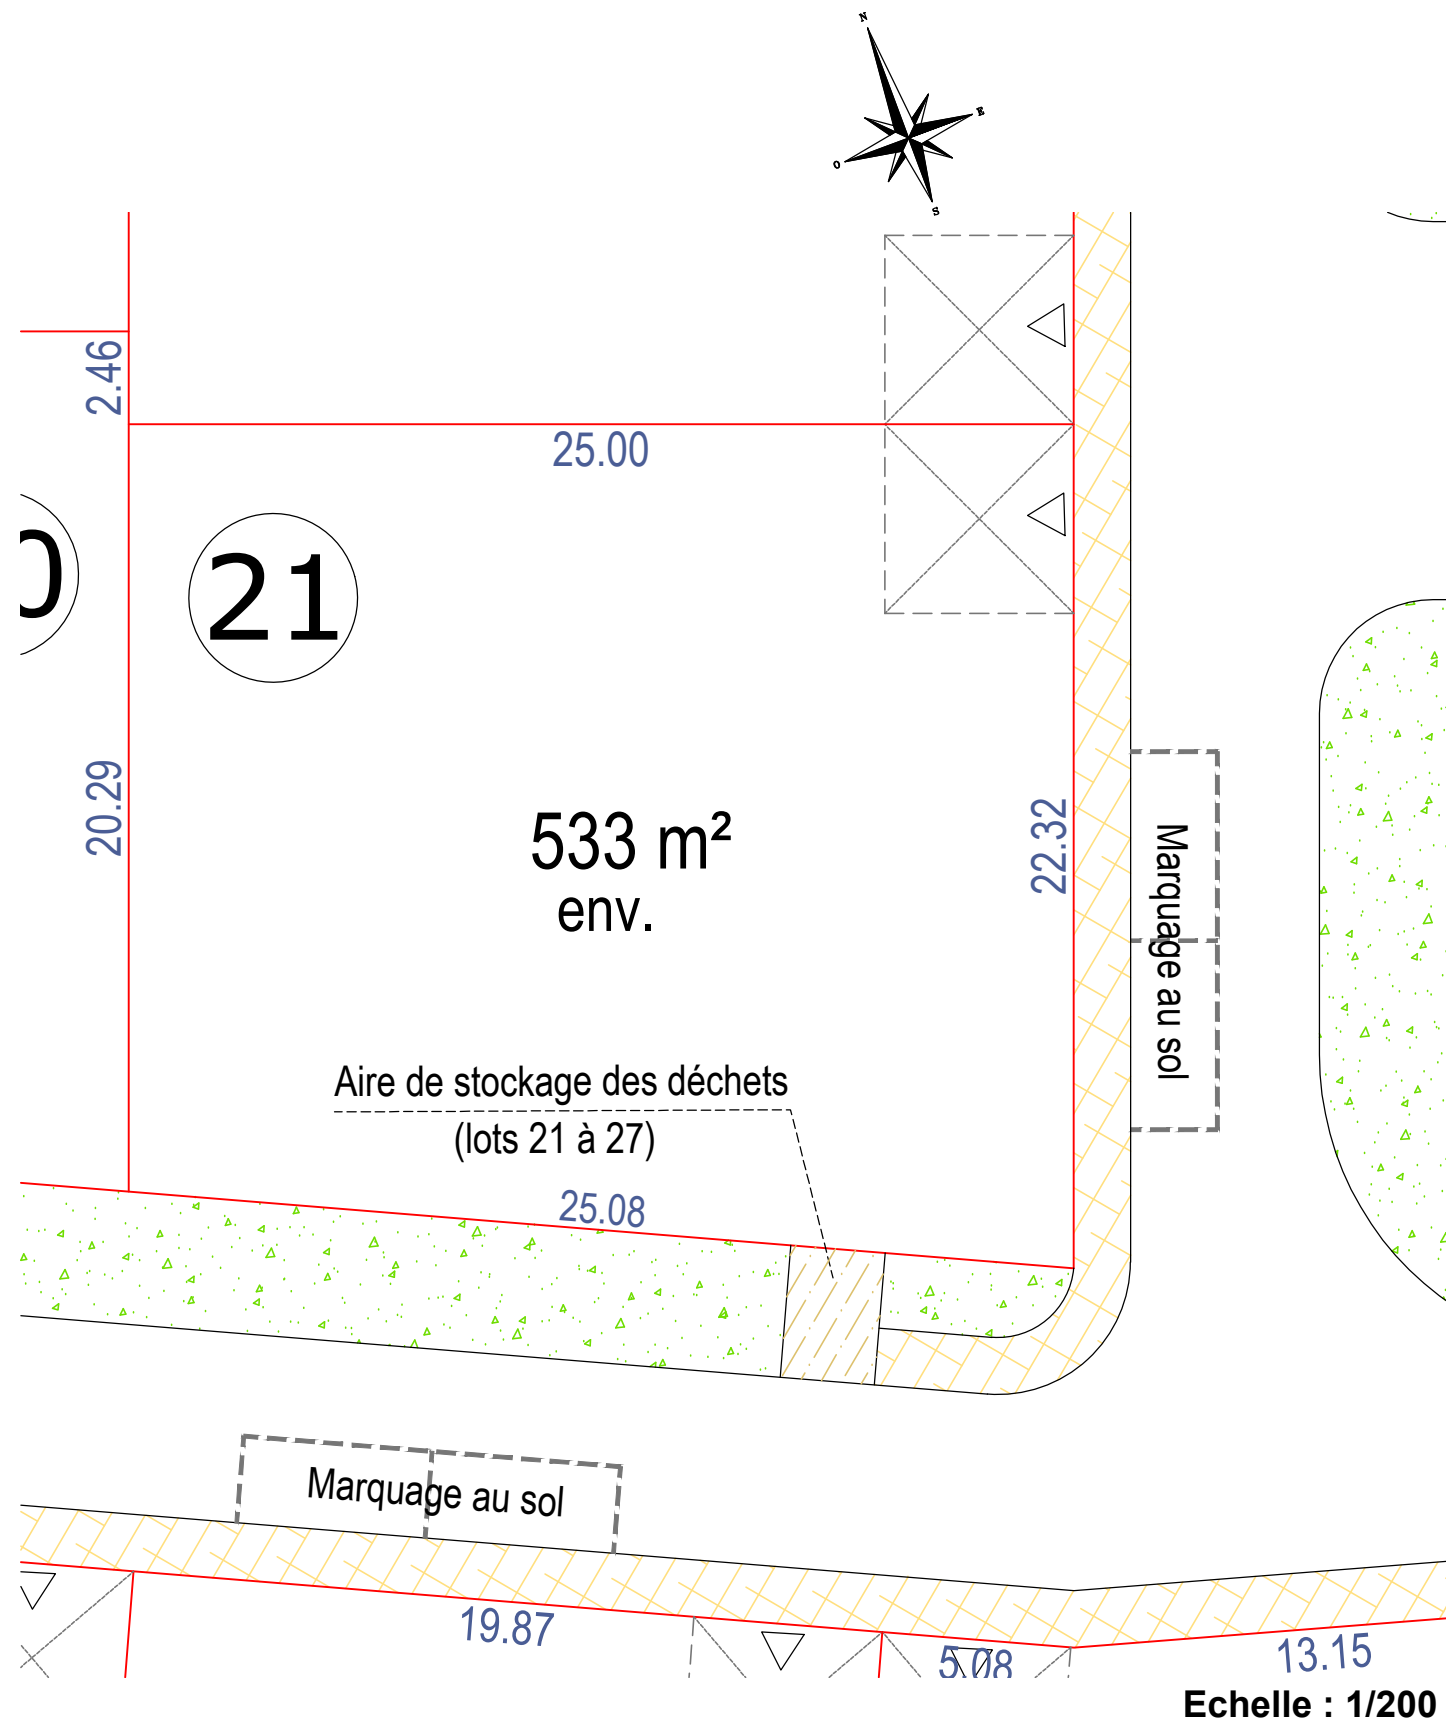 N
E
O
S
2.46
25.00
0
21
20.29
533 m²
env.
22.32
Marquage au sol
Aire de stockage des déchets
(lots 21 à 27)
25.08
Marquage au sol
19.87
5.08
13.15
Echelle : 1/200